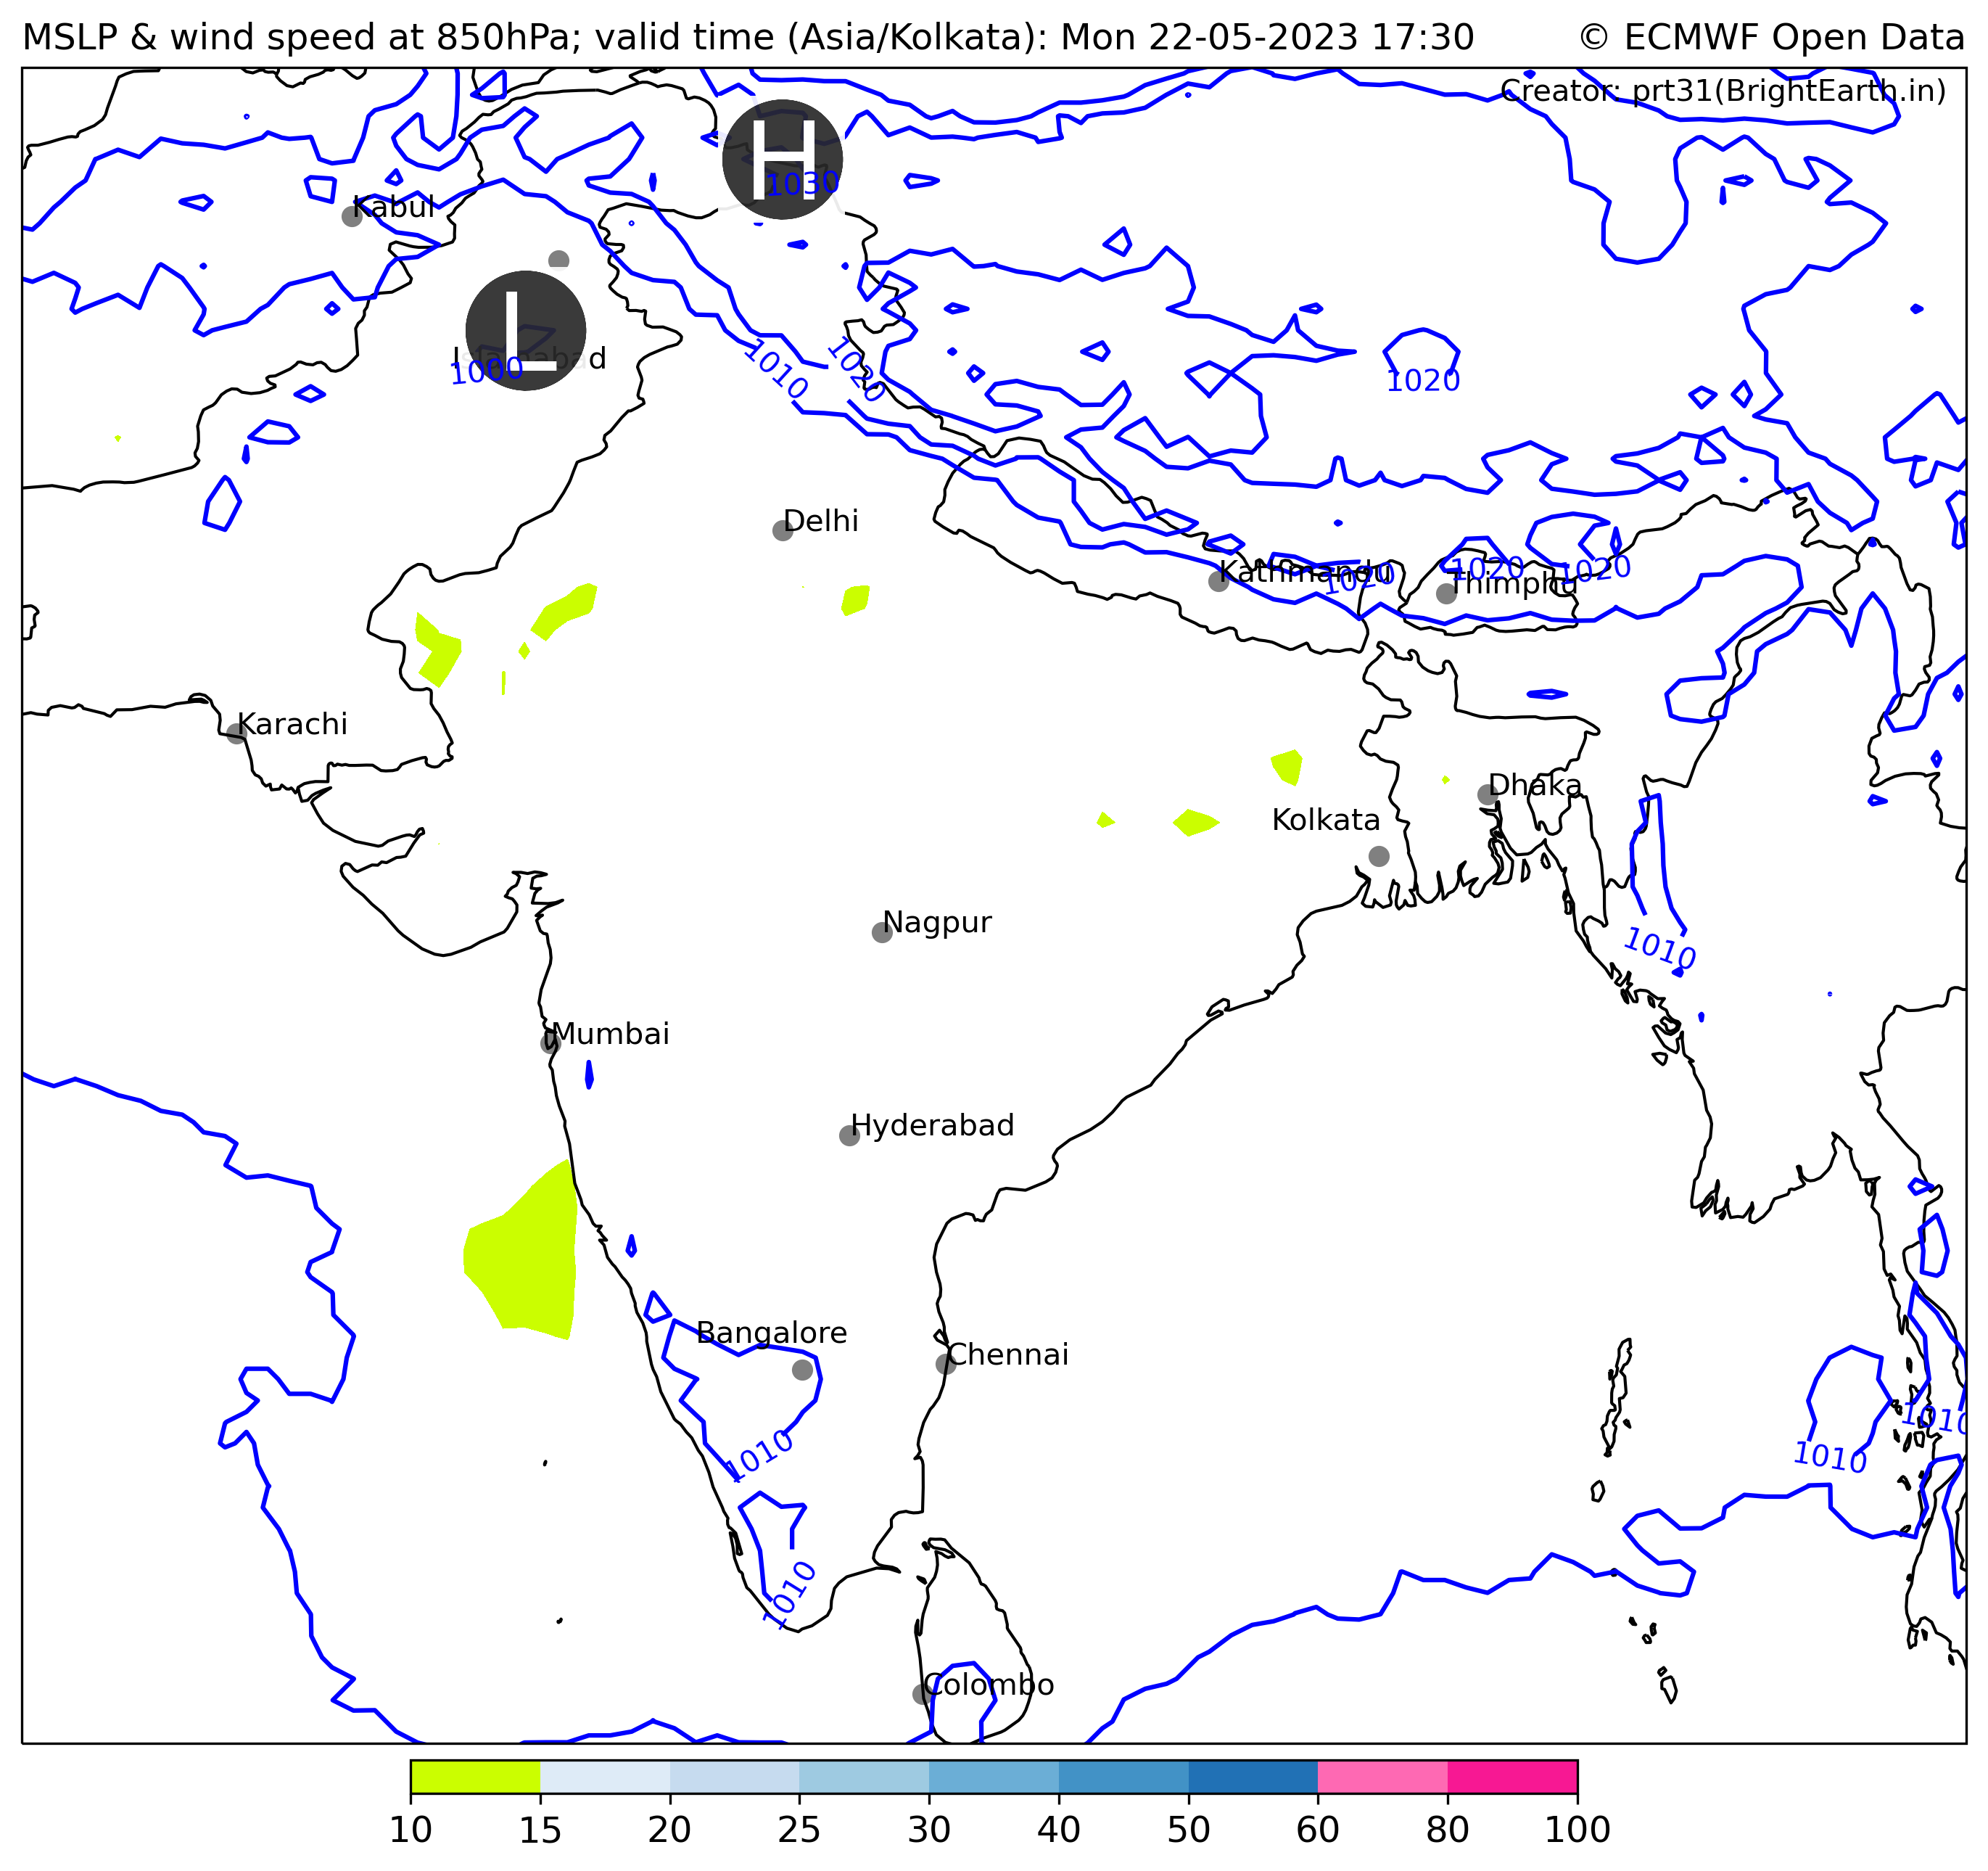 MSLP & wind speed at 850hPa; valid time (Asia/Kolkata): Mon 22-05-2023 17:30
© ECMWF Open Data
Creator: prt31(BrightEarth.in)
H
1030
Kabul
L
Islamabad
1000
1010
1020
1020
Delhi
Kathmandu
1020
1020
Thimphu
1020
Karachi
Dhaka
Kolkata
Nagpur
1010
Mumbai
Hyderabad
Bangalore
Chennai
1010
1010
1010
1010
Colombo
10 15 20 25 30 40 50 60 80 100